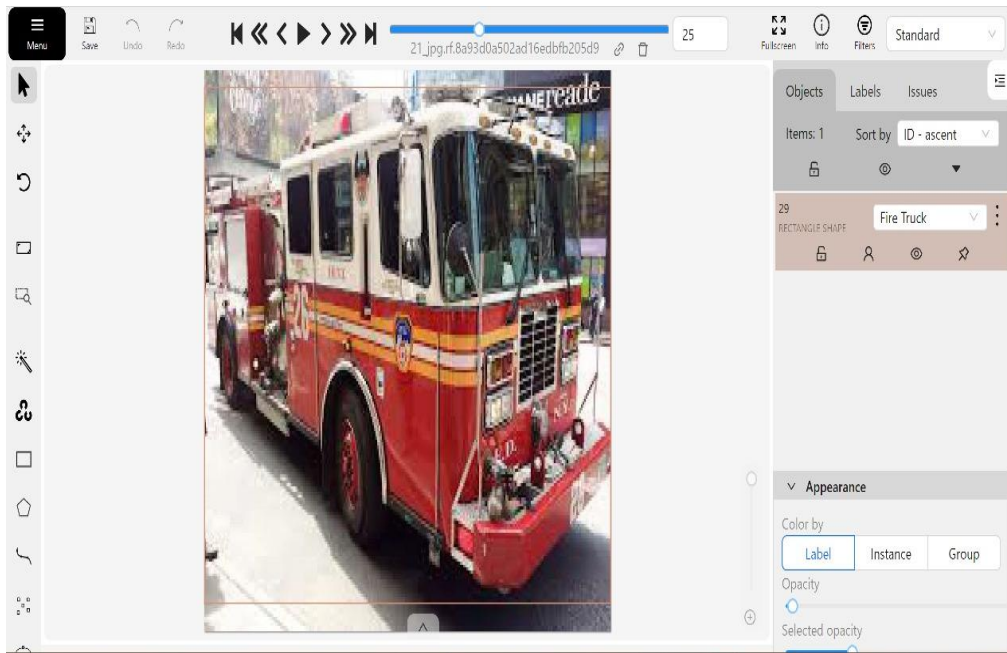 Menu
Save
Undo
Redo
21_jpg.rf.8a93d0a502ad16edbfb205d9
25
Fullscreen
Info
Filters
Standard
Objects
Labels
Issues
Items: 1
Sort by
ID - ascent
29
RECTANGLE SHAPE
Fire Truck
Appearance
Color by
Label
Instance
Group
Opacity
Selected opacity
reade
F.D.
N.Y.